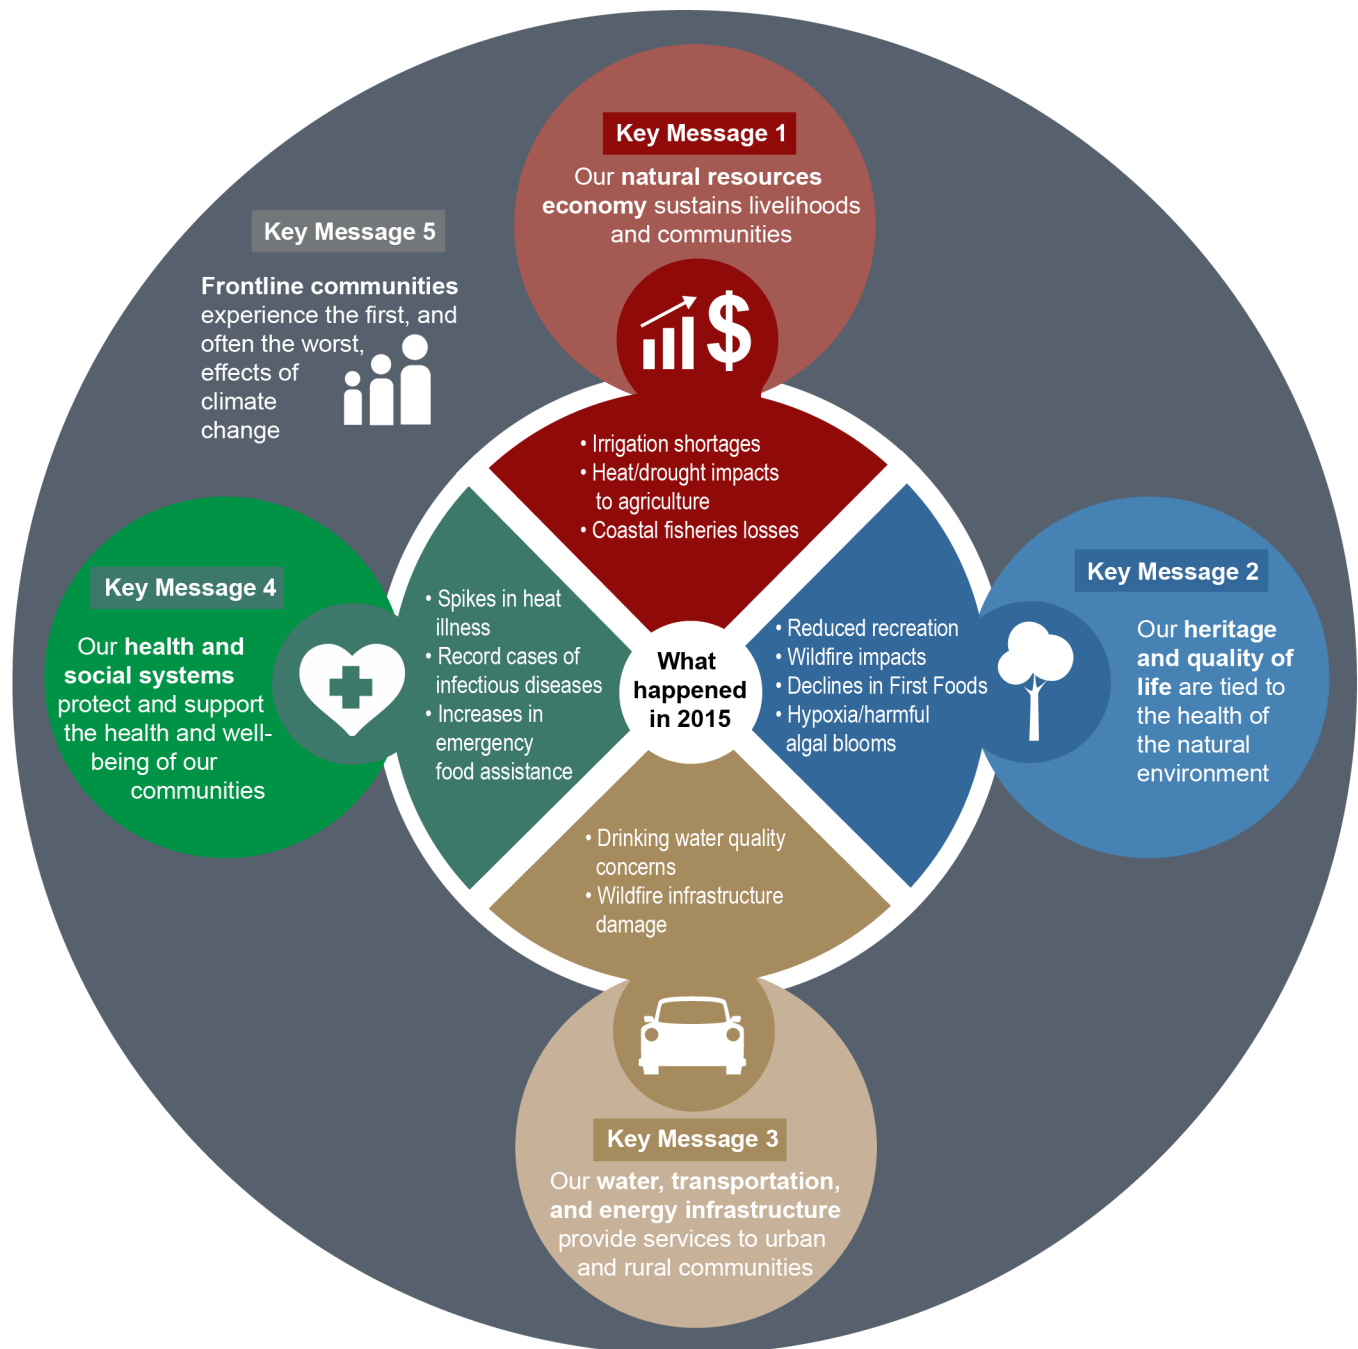 Key Message 1
Our natural resources
economy sustains livelihoods
and communities
$
Key Message 5
Frontline communities
experience the first, and
often the worst,
effects of
climate
change
• Irrigation shortages
• Heat/drought impacts
to agriculture
• Coastal fisheries losses
Key Message 2
Our heritage
and quality of
life are tied to
the health of
the natural
environment
• Reduced recreation
• Wildfire impacts
• Declines in First Foods
• Hypoxia/harmful
algal blooms
Key Message 4
Our health and
social systems
protect and support
the health and well-
being of our
communities
• Spikes in heat
illness
• Record cases of
infectious diseases
• Increases in
emergency
food assistance
What
happened
in 2015
• Drinking water quality
concerns
• Wildfire infrastructure
damage
Key Message 3
Our water, transportation,
and energy infrastructure
provide services to urban
and rural communities